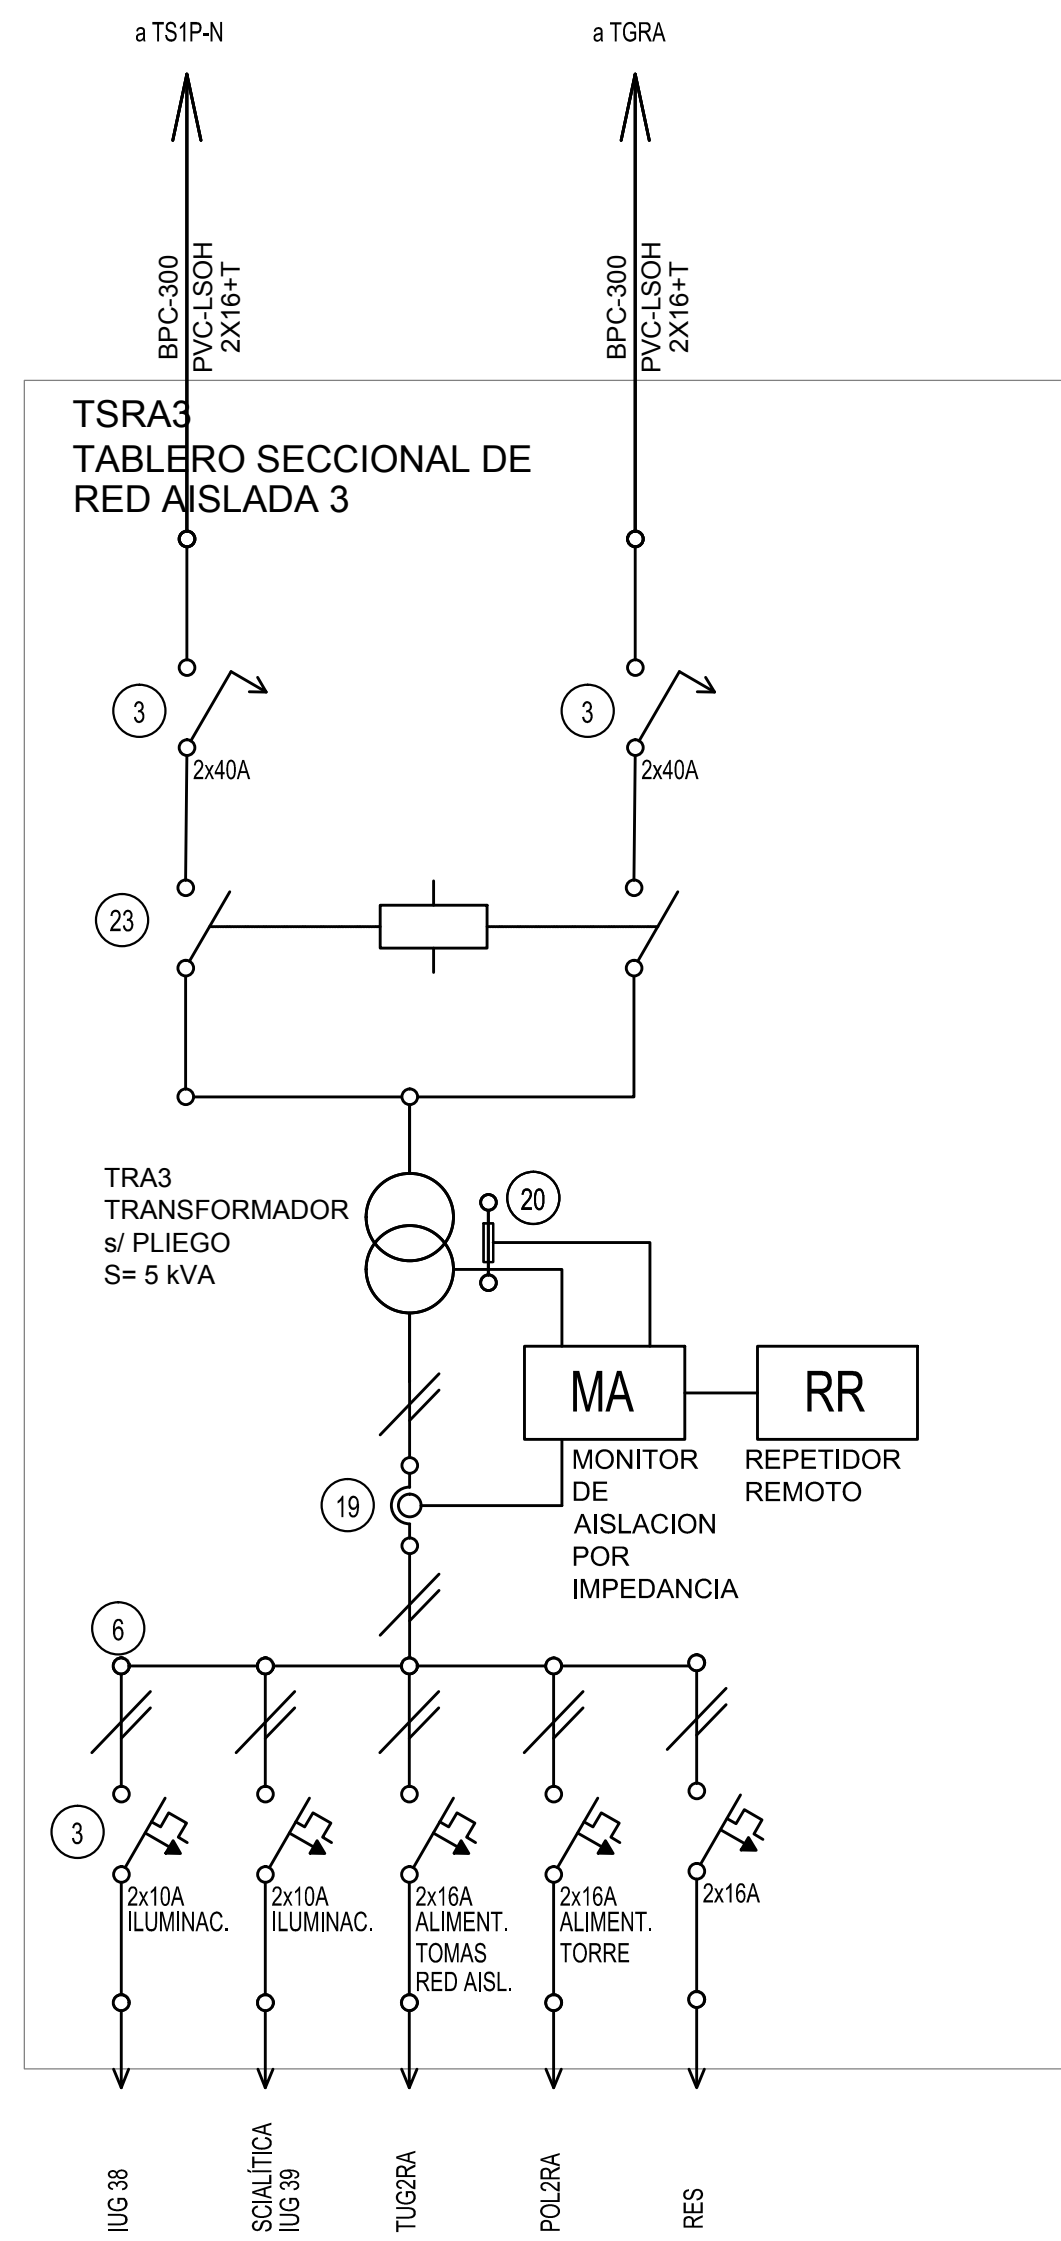 a TS1P-N
a TGRA
BPC-300
PVC-LSOH
2X16+T
BPC-300
PVC-LSOH
2X16+T
TSRA3
TABLERO SECCIONAL DE
RED AISLADA 3
3
2x40A
3
2x40A
23
TRA3
TRANSFORMADOR
s/ PLIEGO
S= 5 kVA
20
MA
RR
MONITOR
DE
AISLACION
POR
IMPEDANCIA
REPETIDOR
REMOTO
19
6
3
2x10A
ILUMINAC.
2x10A
ILUMINAC.
2x16A
ALIMENT.
TOMAS
RED AISL.
2x16A
ALIMENT.
TORRE
2x16A
IUG 38
SCIALÍTICA
IUG 39
TUG2RA
POL2RA
RES